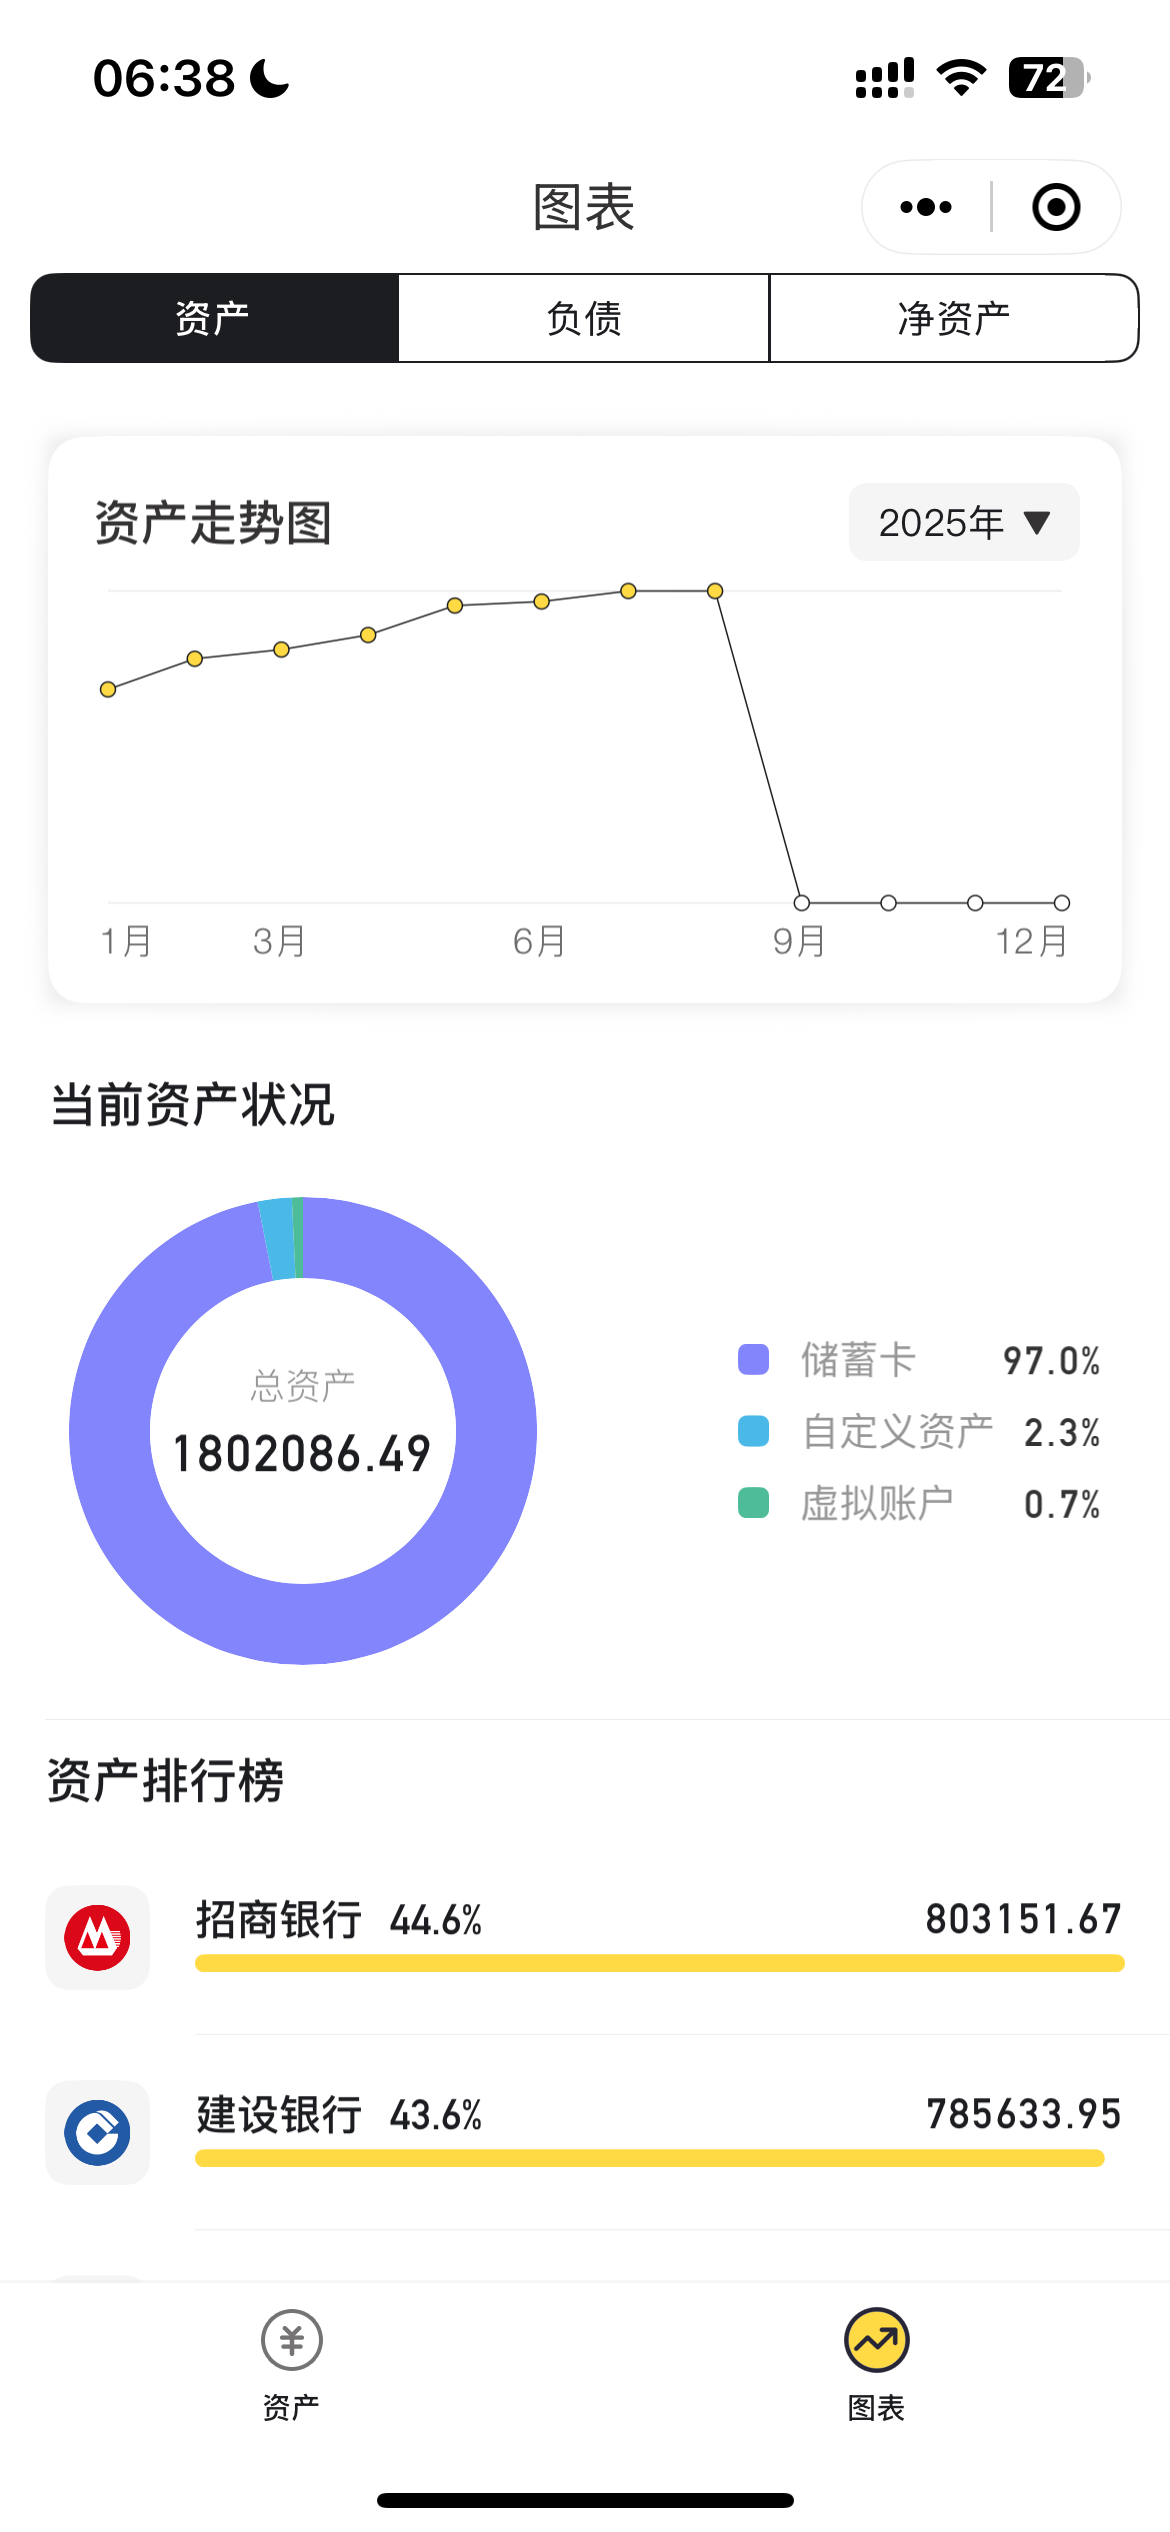 06:38 72
图表
资产 负债 净资产
资产走势图 2025年
1月 3月 6月 9月 12月
当前资产状况
总资产
1802086.49
储蓄卡 97.0%
自定义资产 2.3%
虚拟账户 0.7%
资产排行榜
招商银行 44.6% 803151.67
建设银行 43.6% 785633.95
资产 图表